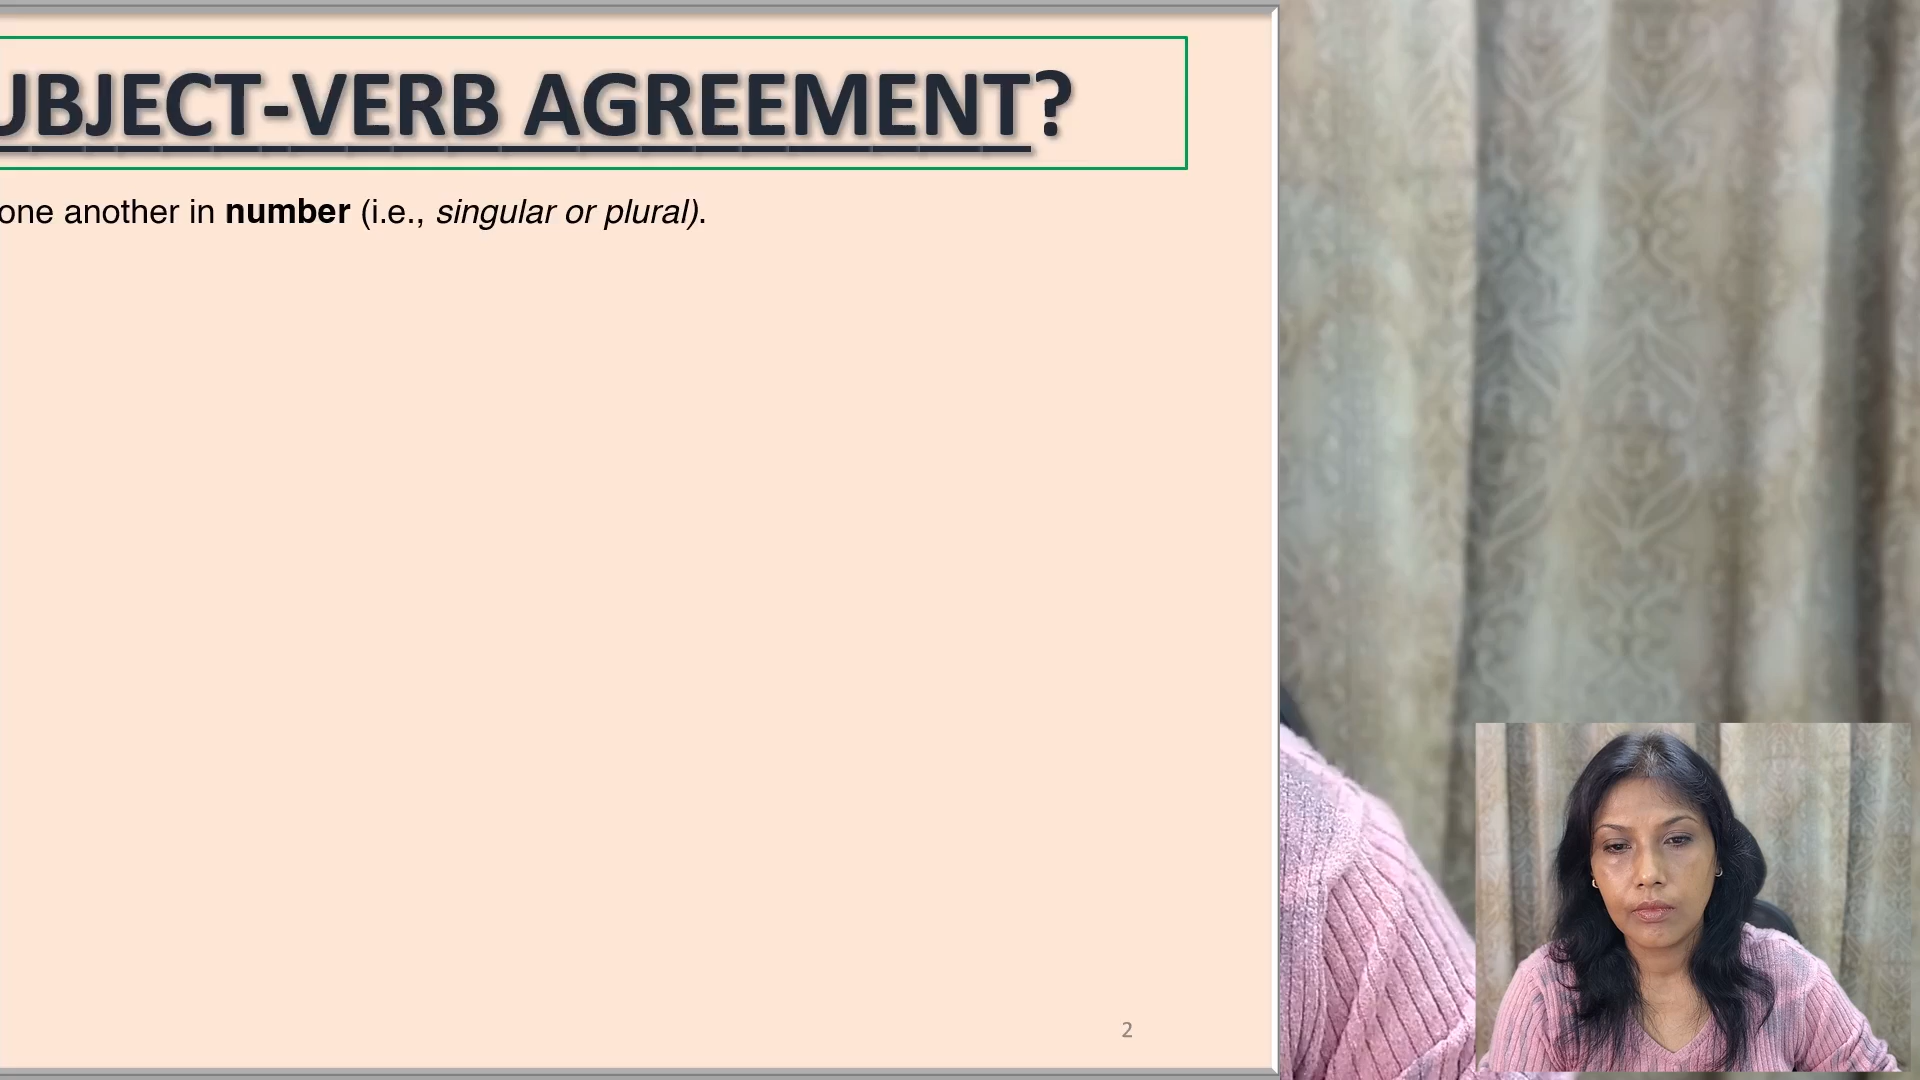 UBJECT-VERB AGREEMENT?
one another in number (i.e., singular or plural).
2